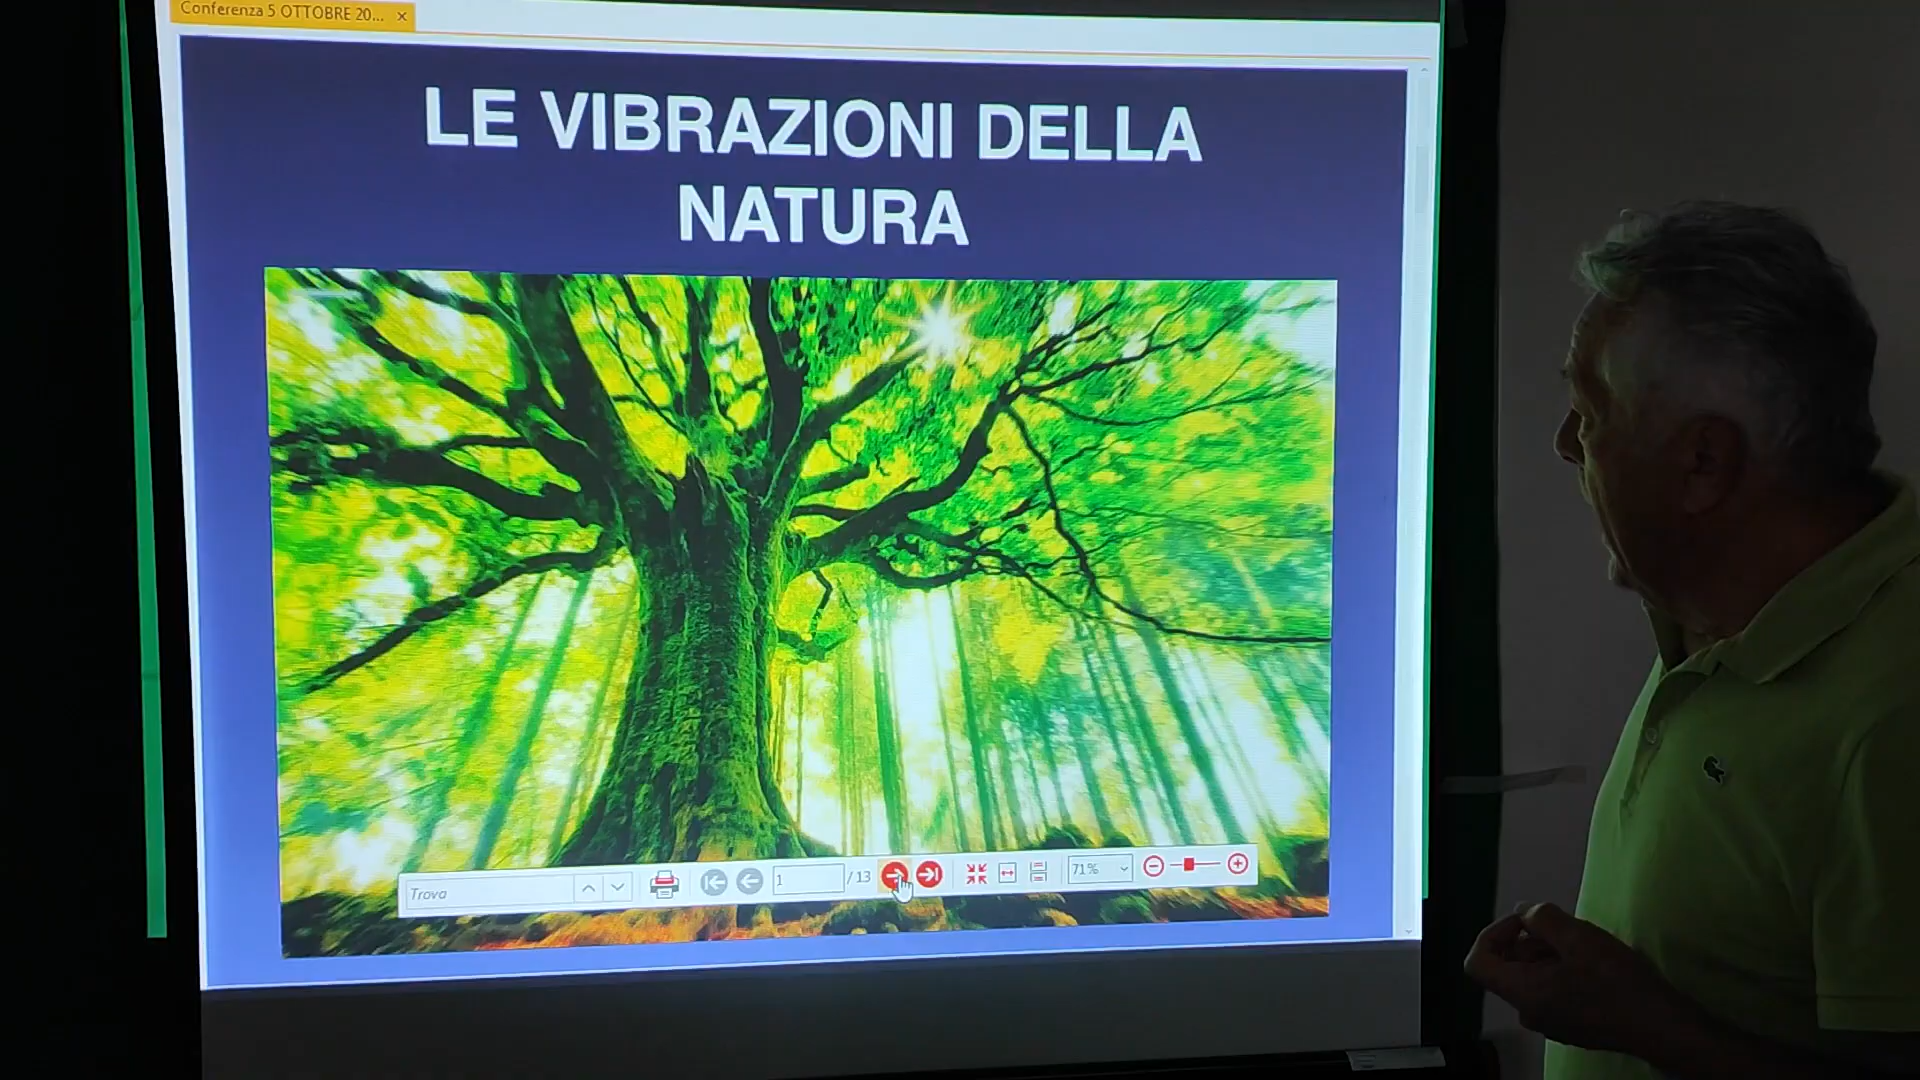 Conferenza 5 OTTOBRE 20...
LE VIBRAZIONI DELLA
NATURA
Trova
1
/ 13
71%